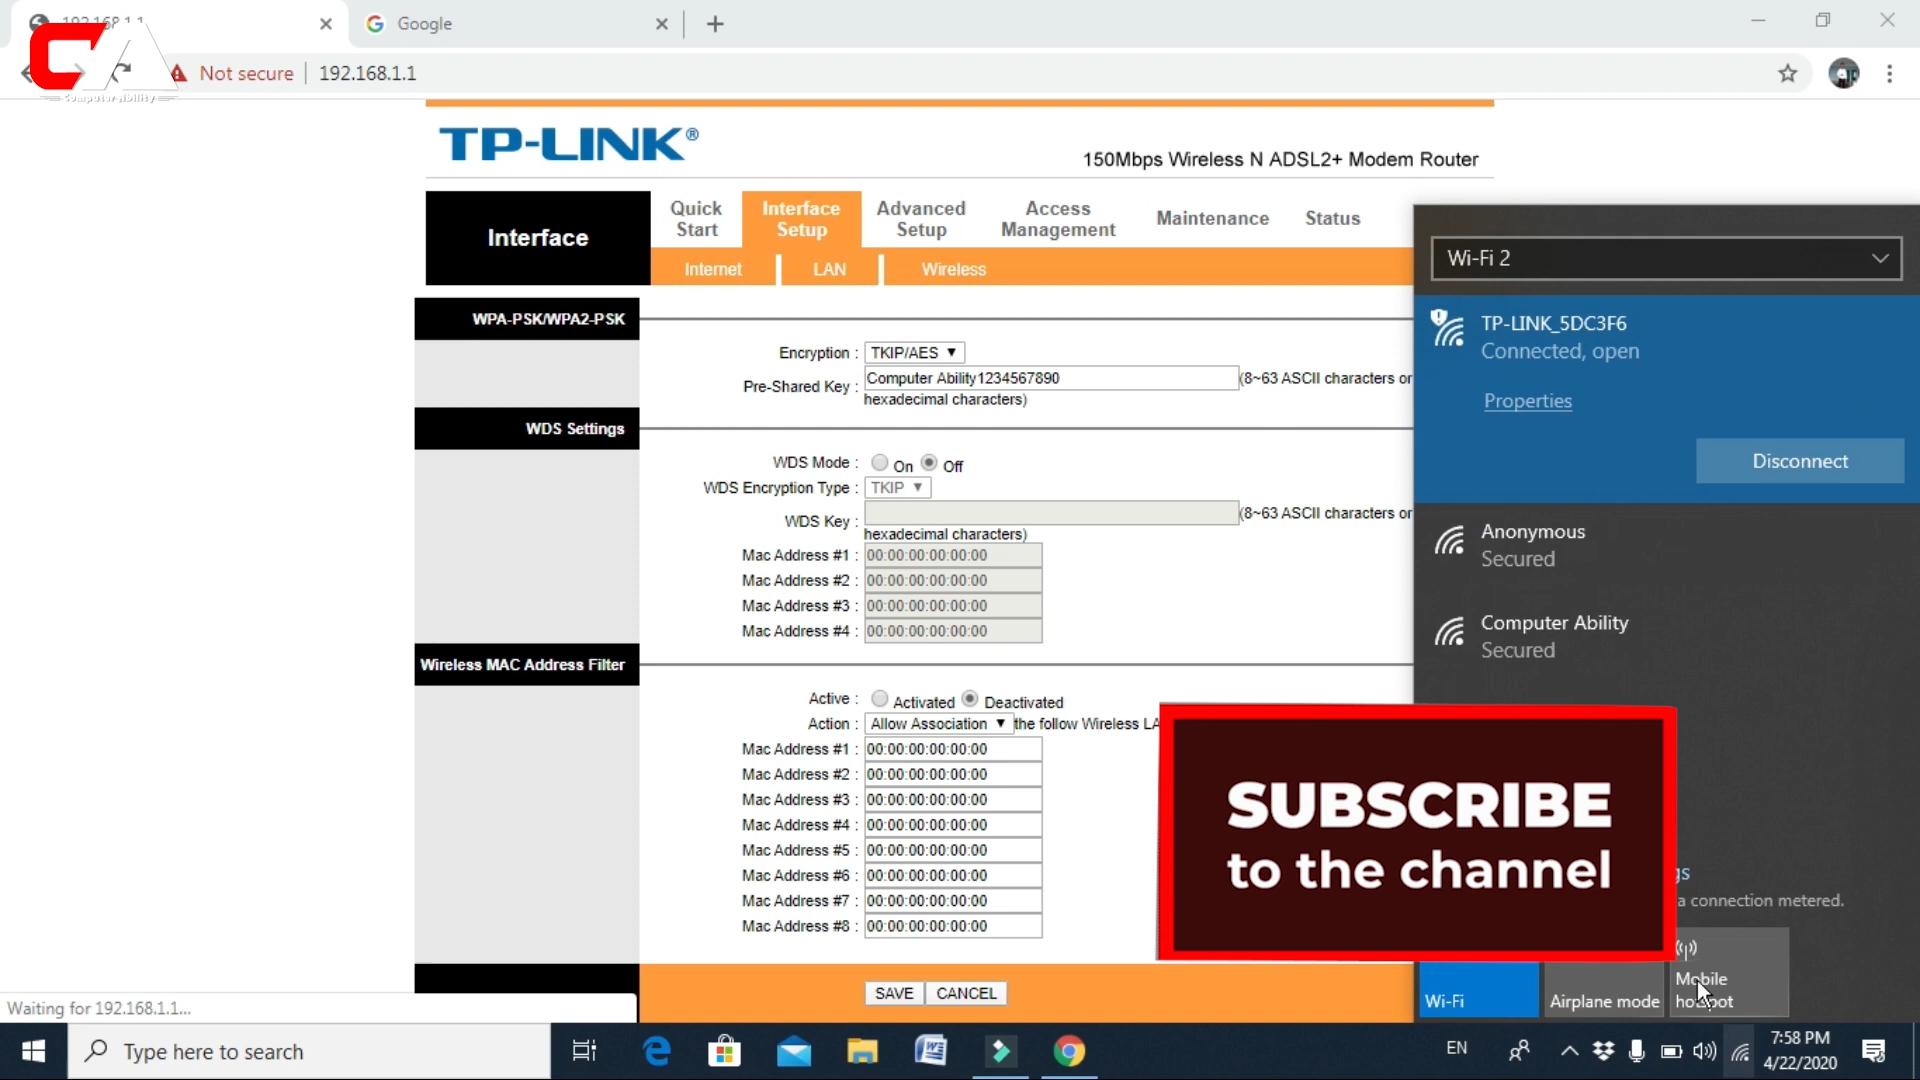 192.168.1.1
Google
CA
Computer Ability
Not secure
192.168.1.1
TP-LINK®
150Mbps Wireless N ADSL2+ Modem Router
Interface
Quick Start
Interface Setup
Advanced Setup
Access Management
Maintenance
Status
Internet
LAN
Wireless
WPA-PSK/WPA2-PSK
Encryption : TKIP/AES
Pre-Shared Key : Computer Ability1234567890 (8~63 ASCII characters or
hexadecimal characters)
WDS Settings
WDS Mode : On Off
WDS Encryption Type : TKIP
WDS Key : (8~63 ASCII characters or
hexadecimal characters)
Mac Address #1 : 00:00:00:00:00:00
Mac Address #2 : 00:00:00:00:00:00
Mac Address #3 : 00:00:00:00:00:00
Mac Address #4 : 00:00:00:00:00:00
Wireless MAC Address Filter
Active : Activated Deactivated
Action : Allow Association the follow Wireless LA
Mac Address #1 : 00:00:00:00:00:00
Mac Address #2 : 00:00:00:00:00:00
Mac Address #3 : 00:00:00:00:00:00
Mac Address #4 : 00:00:00:00:00:00
Mac Address #5 : 00:00:00:00:00:00
Mac Address #6 : 00:00:00:00:00:00
Mac Address #7 : 00:00:00:00:00:00
Mac Address #8 : 00:00:00:00:00:00
SAVE
CANCEL
Wi-Fi 2
TP-LINK_5DC3F6
Connected, open
Properties
Disconnect
Anonymous
Secured
Computer Ability
Secured
SUBSCRIBE
to the channel
gs
a connection metered.
Wi-Fi
Airplane mode
Mobile
hotspot
Waiting for 192.168.1.1...
Type here to search
EN
7:58 PM
4/22/2020